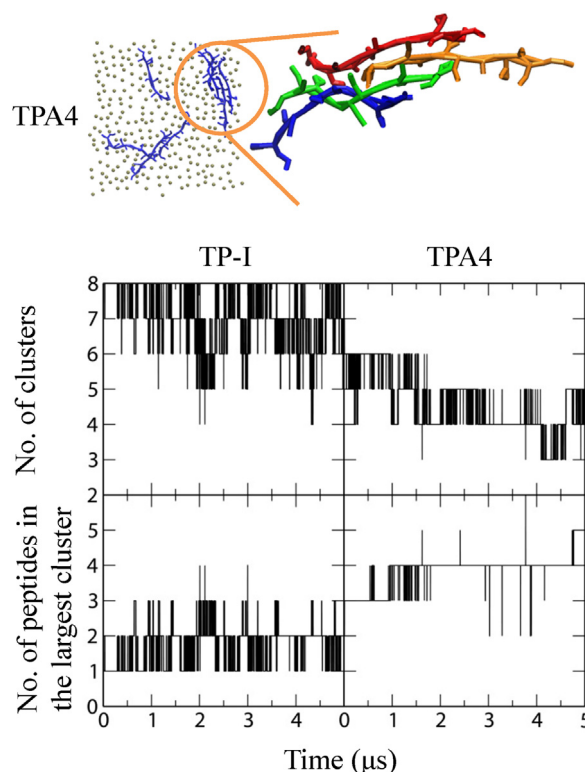 TPA4
TP-I TPA4
No. of clusters
8
7
6
5
4
3
2
No. of peptides in
the largest cluster
2
5
4
3
2
1
0
0 1 2 3 4 0 1 2 3 4 5
Time (μs)